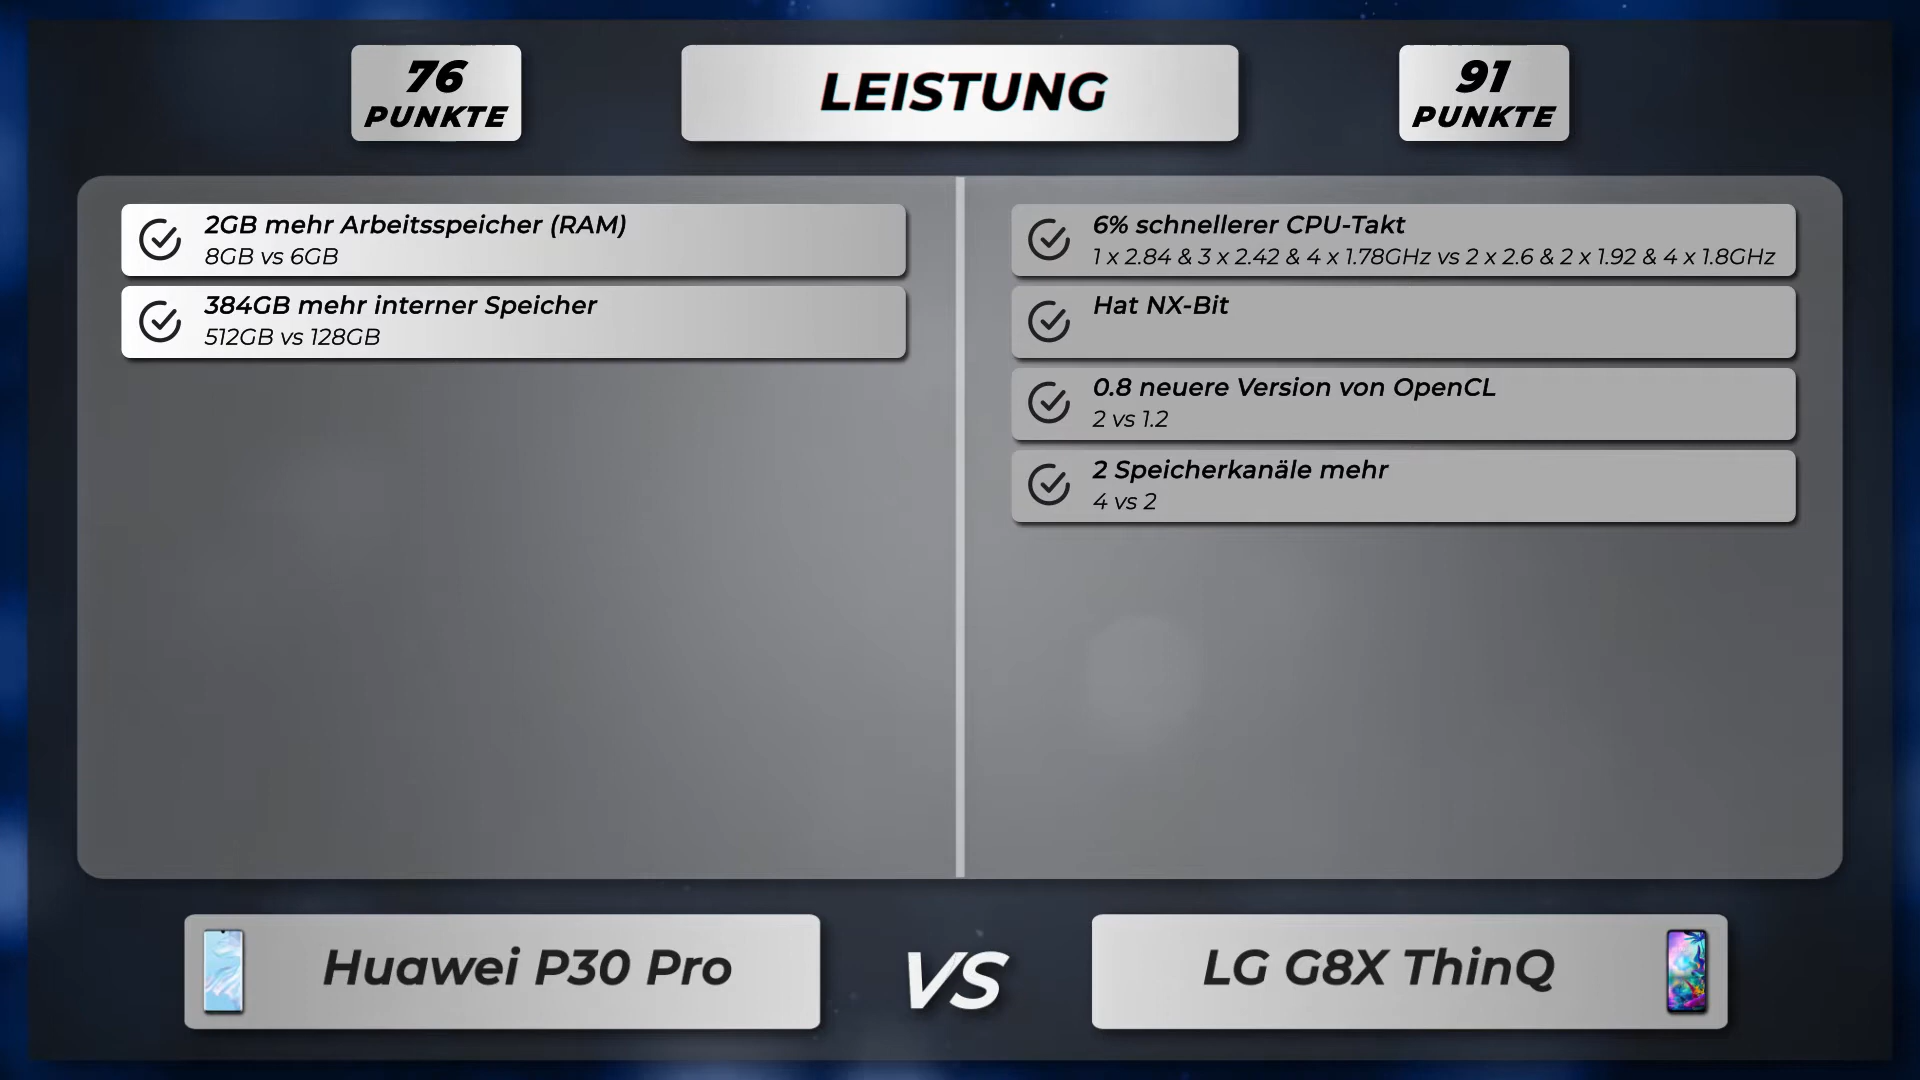 76
PUNKTE
LEISTUNG
91
PUNKTE
2GB mehr Arbeitsspeicher (RAM)
8GB vs 6GB
384GB mehr interner Speicher
512GB vs 128GB
6% schnellerer CPU-Takt
1 x 2.84 & 3 x 2.42 & 4 x 1.78GHz vs 2 x 2.6 & 2 x 1.92 & 4 x 1.8GHz
Hat NX-Bit
0.8 neuere Version von OpenCL
2 vs 1.2
2 Speicherkanäle mehr
4 vs 2
Huawei P30 Pro
VS
LG G8X ThinQ